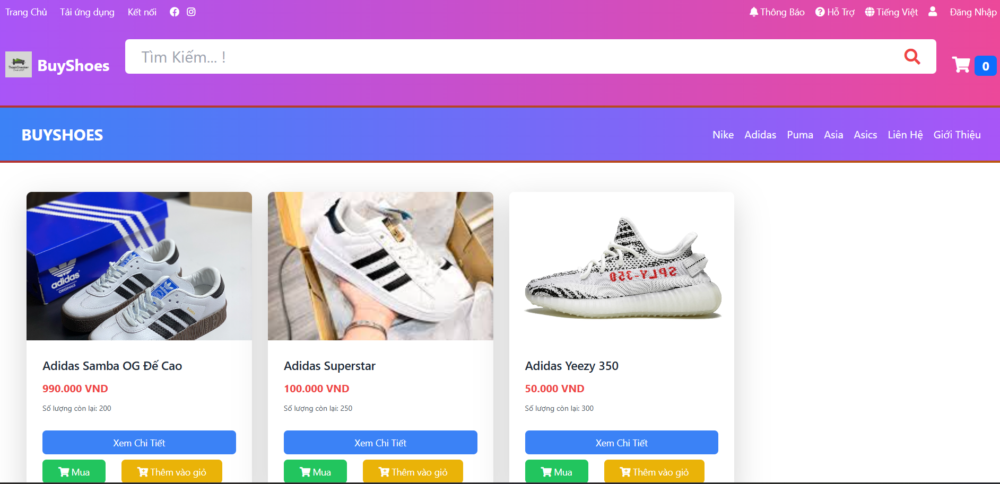 Trang Chủ Tải ứng dụng Kết nối Thông Báo Hỗ Trợ Tiếng Việt Đăng Nhập
ThanhSneaker
BuyShoes Tìm Kiếm... ! 0
BUYSHOES Nike Adidas Puma Asia Asics Liên Hệ Giới Thiệu
adidas
ORIGINALS
adidas
SAMBA
SPLY-350
Adidas Samba OG Đế Cao
990.000 VND
Số lượng còn lại: 200
Xem Chi Tiết
Mua Thêm vào giỏ
Adidas Superstar
100.000 VND
Số lượng còn lại: 250
Xem Chi Tiết
Mua Thêm vào giỏ
Adidas Yeezy 350
50.000 VND
Số lượng còn lại: 300
Xem Chi Tiết
Mua Thêm vào giỏ